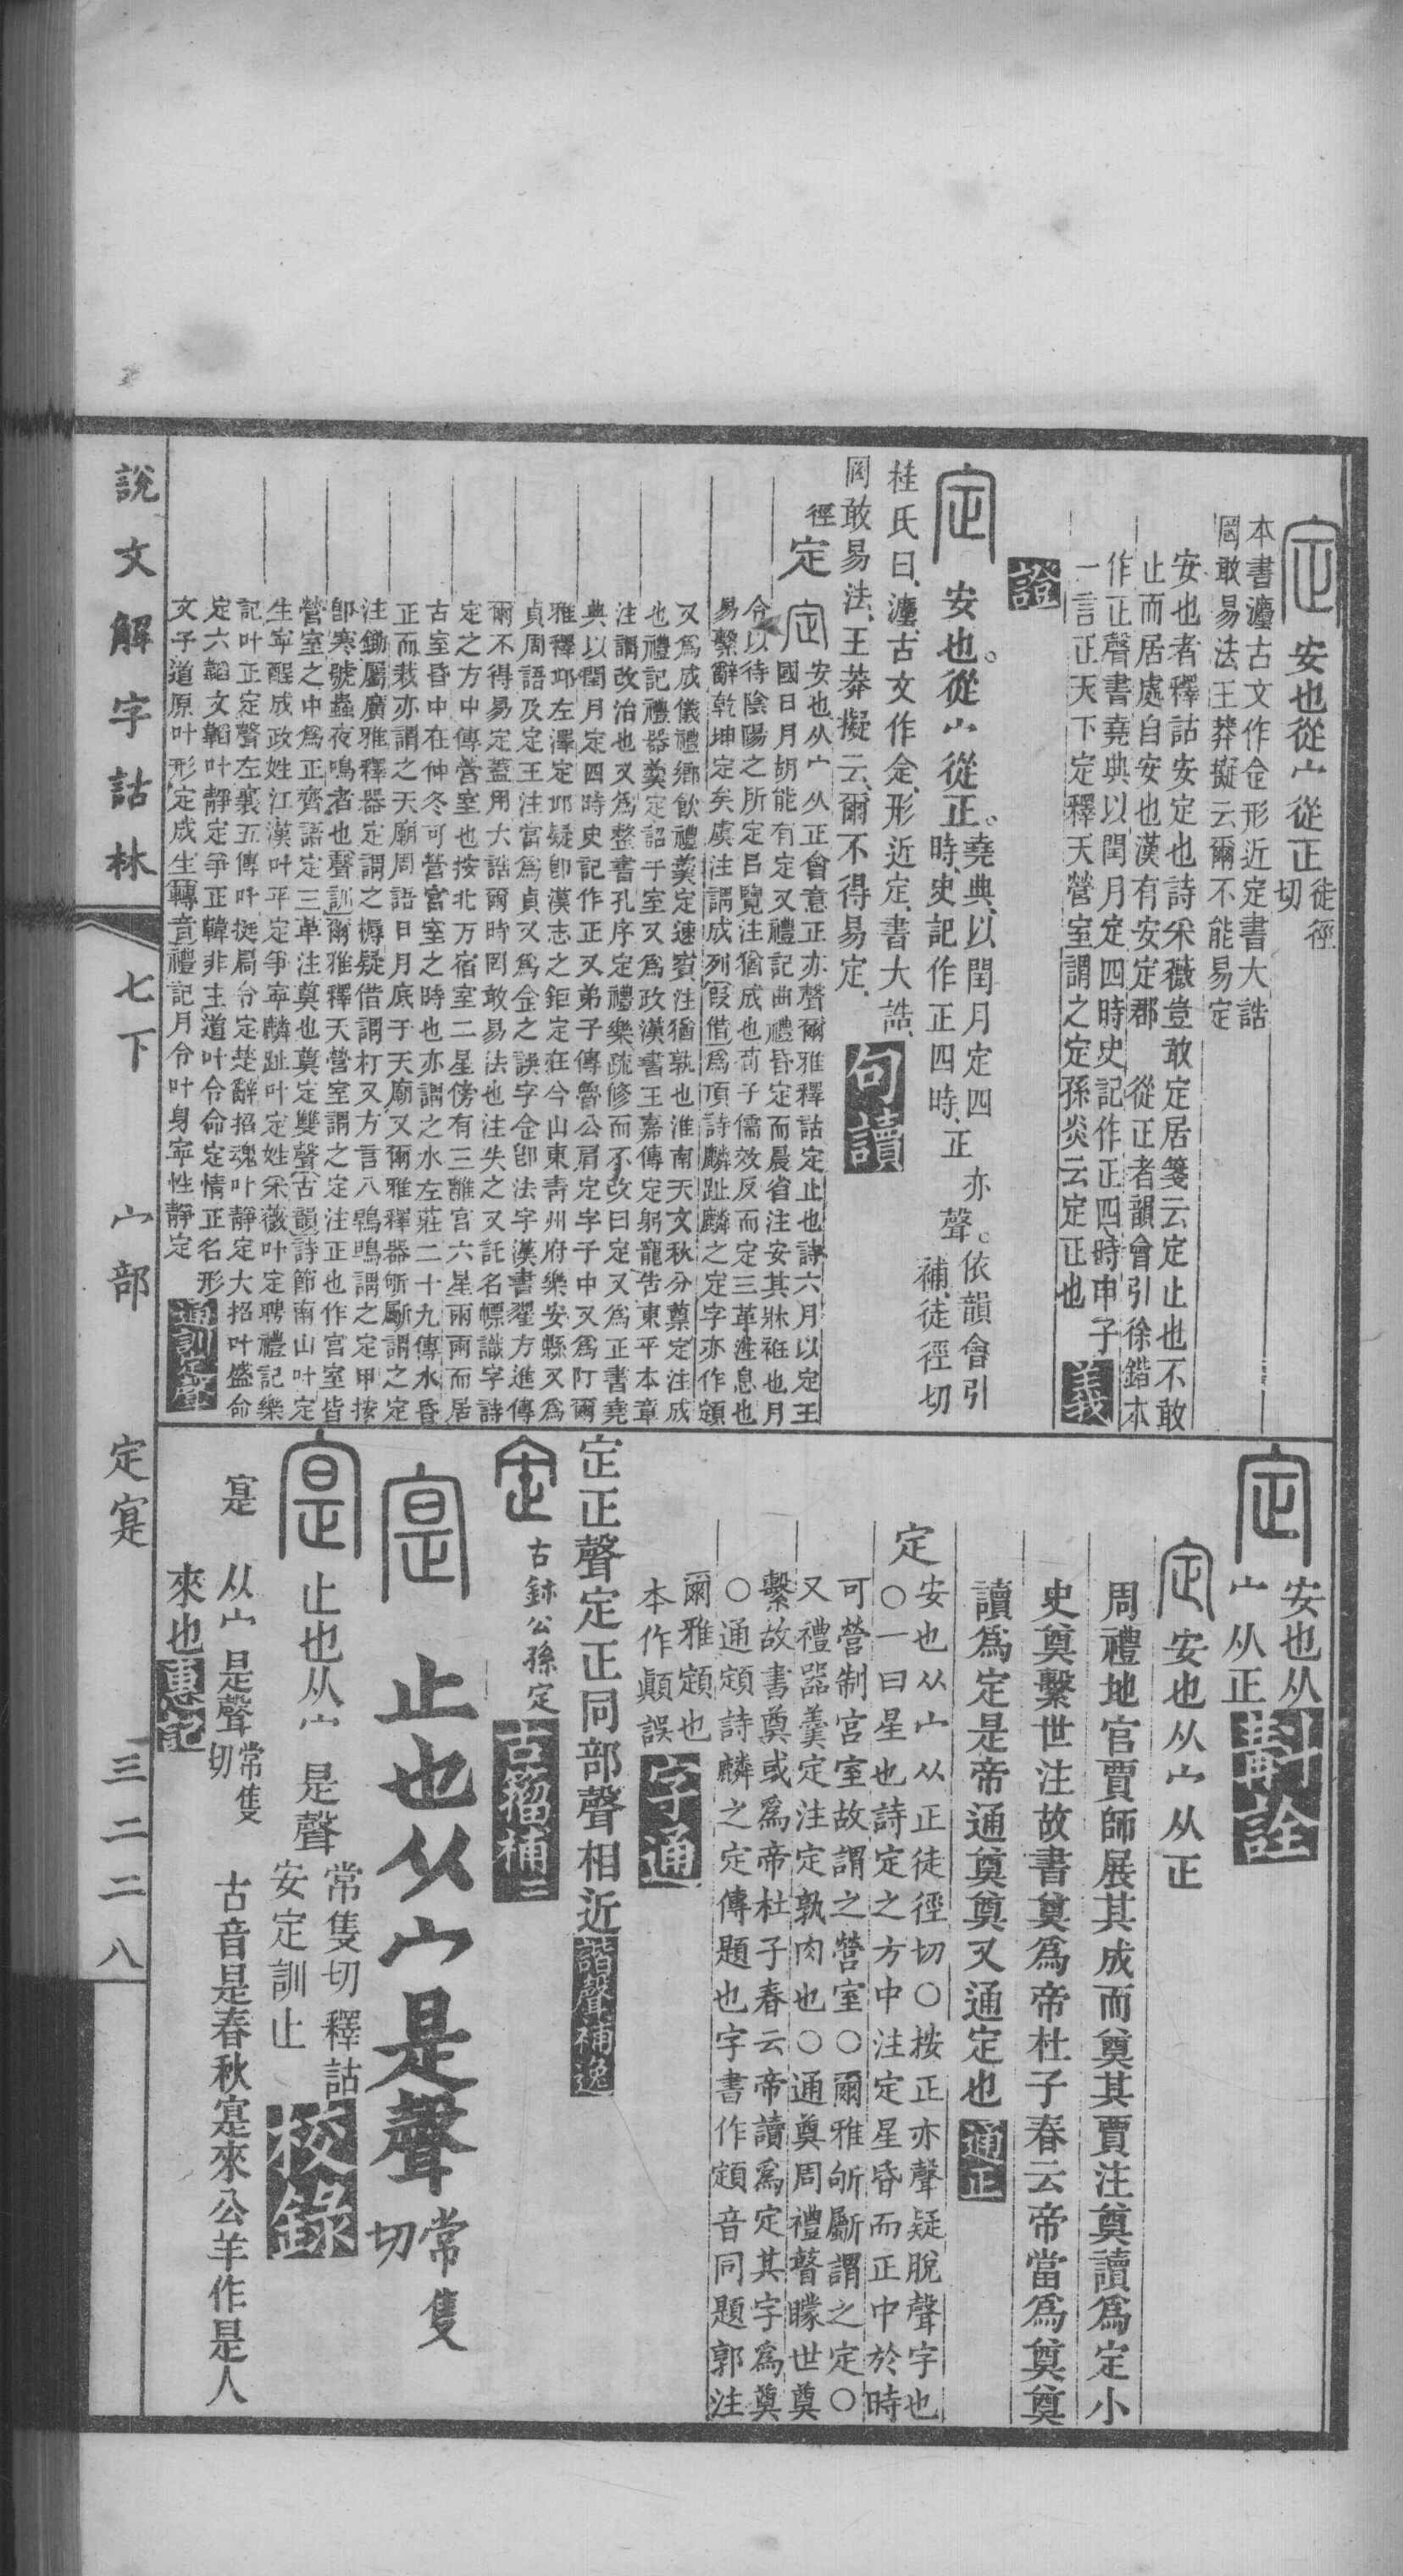 定 安也從宀從正徒徑切
本書灋古文作佱形近定書大誥
罔敢易法王莽擬云爾不能易定
安也者釋詁安定也詩采薇豈敢定居箋云定止也不敢
止而居處自安也漢有安定郡 從正者韻會引徐鍇本
作正聲書堯典以閏月定四時史記作正四時申子
一言正天下定釋天營室謂之定孫炎云定正也 義
證
定 安也。從宀從正。堯典、以閏月定四時、史記作正四時、正亦聲。依韻會引補、徒徑切
桂氏曰、灋、古文作佱、形近定、書大誥、
罔敢易法、王莽擬云、爾不得易定、 句讀
徑定 定 安也从宀从正會意正亦聲爾雅釋詁定止也詩六月以定王
國日月胡能有定又禮記曲禮昏定而晨省注安其牀衽也月
令以待陰陽之所定呂覽注猶成也荀子儒效反而定三革注息也
易繫辭乾坤定矣虞注謂成列 叚借 爲頂詩麟趾麟之定字亦作顁
又爲成儀禮鄉飲禮羹定速賓注猶孰也淮南天文秋分蔈定注成
也禮記禮器羹定詔于室又爲政漢書王嘉傳定躬寵告東平本章
注謂改治也又爲整書孔序定禮樂疏修而不改曰定又爲正書堯
典以閏月定四時史記作正又弟子傳魯公肩定字子中又爲阠爾
雅釋邱左澤定邱疑卽漢志之鉅定在今山東靑州府樂安縣又爲
貞周語及定王注當爲貞又爲佱之誤字佱卽法字漢書翟方進傳
爾不得易定蓋用大誥爾時罔敢易法也注失之又託名幖識字詩
定之方中傳營室也按北方宿室二星傍有三離宮六星兩兩而居
古室昏中在仲冬可營宮室之時也亦謂之水左莊二十九傳水昏
正而栽亦謂之天廟周語日月底于天廟又爾雅釋器斪斸謂之定
注鋤屬廣雅釋器定謂之耨疑借謂朾又方言八鴨鴡謂之定甲按
卽寒號蟲夜鳴者也 聲訓 爾雅釋天營室謂之定注正也作宮室皆
營室之中爲正齊語定三革注奠也奠定雙聲 古韻 詩節南山叶定
生寧醒成政姓江漢叶平定爭寧麟趾叶定姓采薇叶定聘禮記樂
記叶正定聲左襄五傳叶挺扃令定楚辭招魂叶靜定大招叶盛命
定六韜文韜叶靜定爭正韓非主道叶令命定情正名形
文子道原叶形定成生 轉音 禮記月令叶身寧性靜定 通訓定聲
定 安也从
宀从正 斠詮
定 安也从宀从正
周禮地官賈師展其成而奠其賈注奠讀爲定小
史奠繫世注故書奠爲帝杜子春云帝當爲奠奠
讀爲定是帝通奠奠又通定也 通正
定 安也从宀从正徒徑切○按正亦聲疑脫聲字也
○一曰星也詩定之方中注定星昏而正中於時
可營制宮室故謂之營室○爾雅斪斸謂之定○
又禮器羹定注定孰肉也○通奠周禮瞽矇世奠
繫故書奠或爲帝杜子春云帝讀爲定其字爲奠
○通顁詩麟之定傳題也字書作顁音同題郭注
爾雅顁也
本作顛誤 字通
定正聲定正同部聲相近 諧聲補逸
古鉥公孫定 古籀補
寔 止也从宀是聲 常隻切
寔 止也从宀 是聲 常隻切釋詁
安定訓止 校錄
寔 从宀 是聲常隻切 古音是春秋寔來公羊作是人
來也 惠記
說文解字詁林 七下 宀部 定寔 三二二八